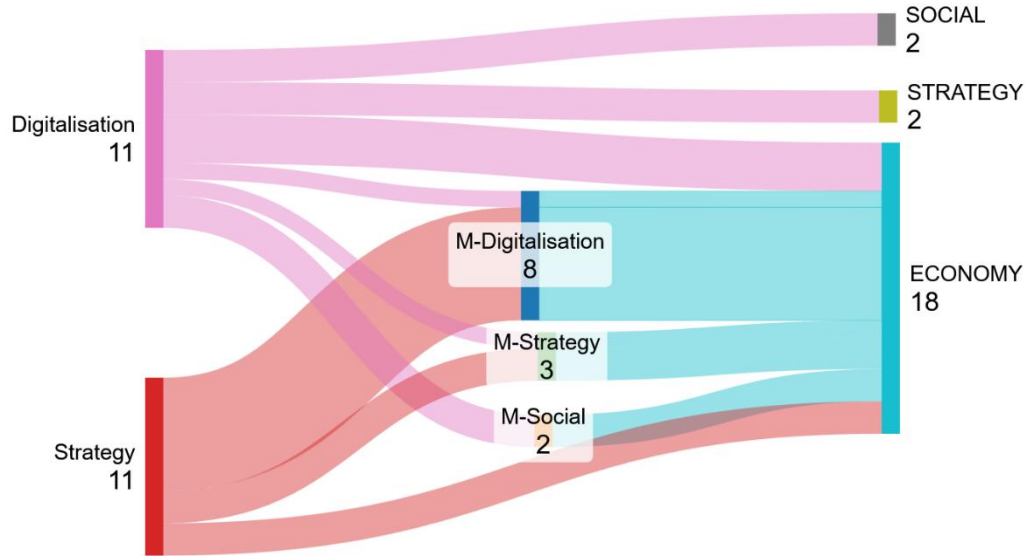 SOCIAL
2
Digitalisation
11
STRATEGY
2
M-Digitalisation
8
ECONOMY
18
M-Strategy
3
M-Social
2
Strategy
11